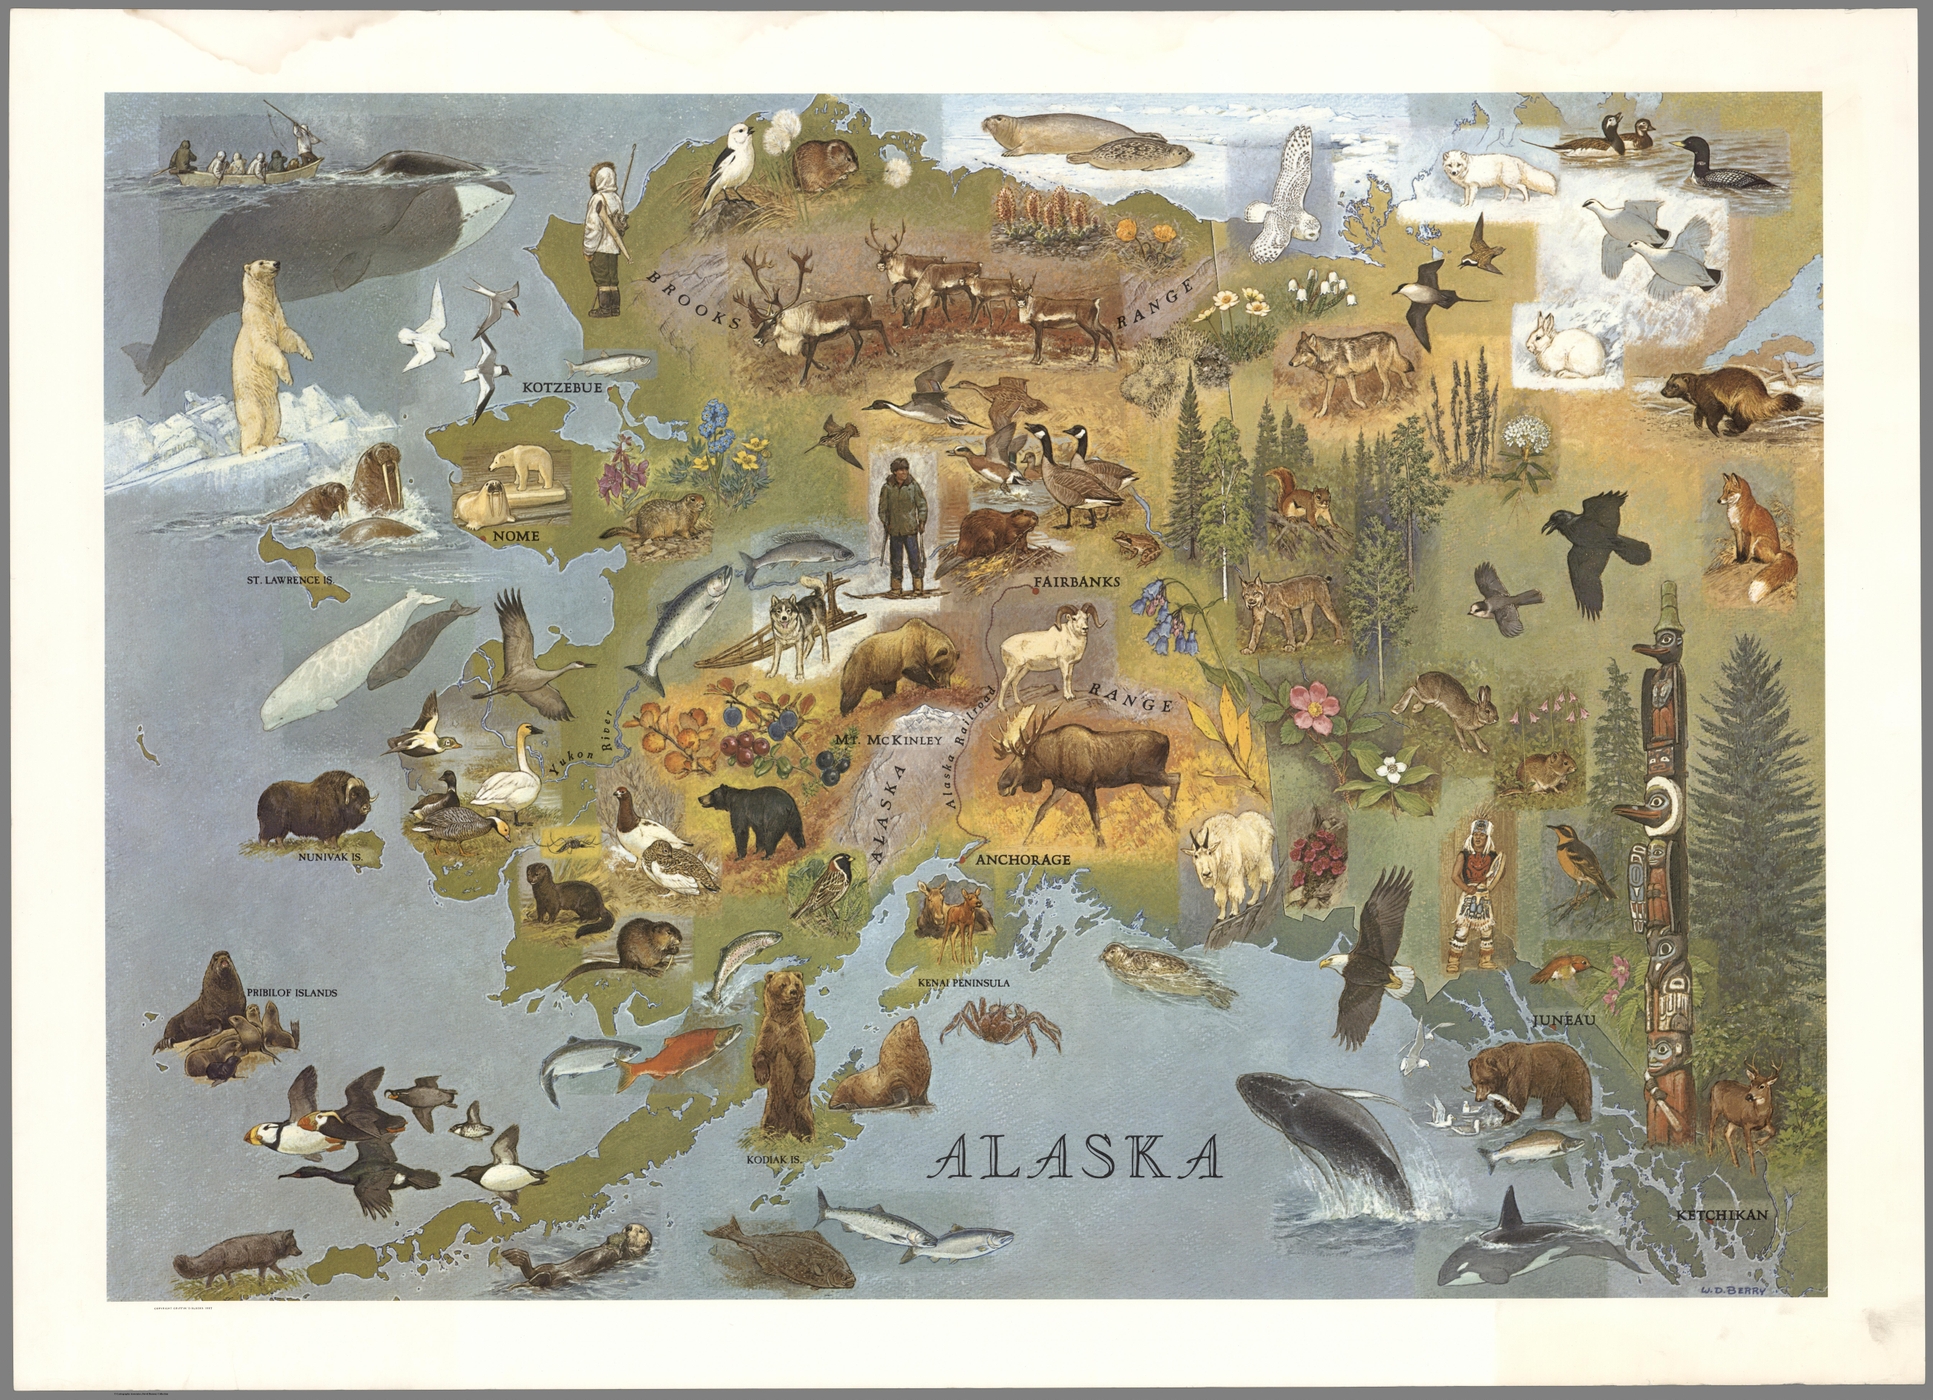 BROOKS RANGE
KOTZEBUE
NOME
ST. LAWRENCE IS.
FAIRBANKS
Yukon River
Mt. McKINLEY
Alaska Railroad
ALASKA RANGE
NUNIVAK IS.
ANCHORAGE
KENAI PENINSULA
PRIBILOF ISLANDS
JUNEAU
KODIAK IS.
ALASKA
KETCHIKAN
W.D. BERRY